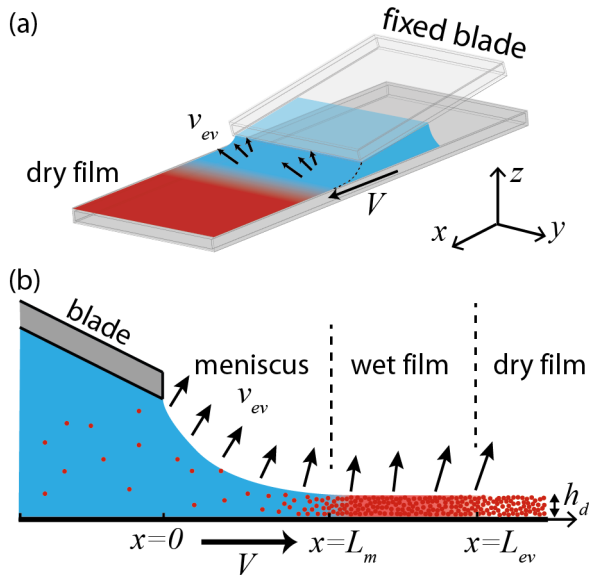 (a)
fixed blade
v_ev
dry film
V
z
x
y
(b)
blade
meniscus
wet film
dry film
v_ev
h_d
x=0
x=L_m
x=L_ev
V